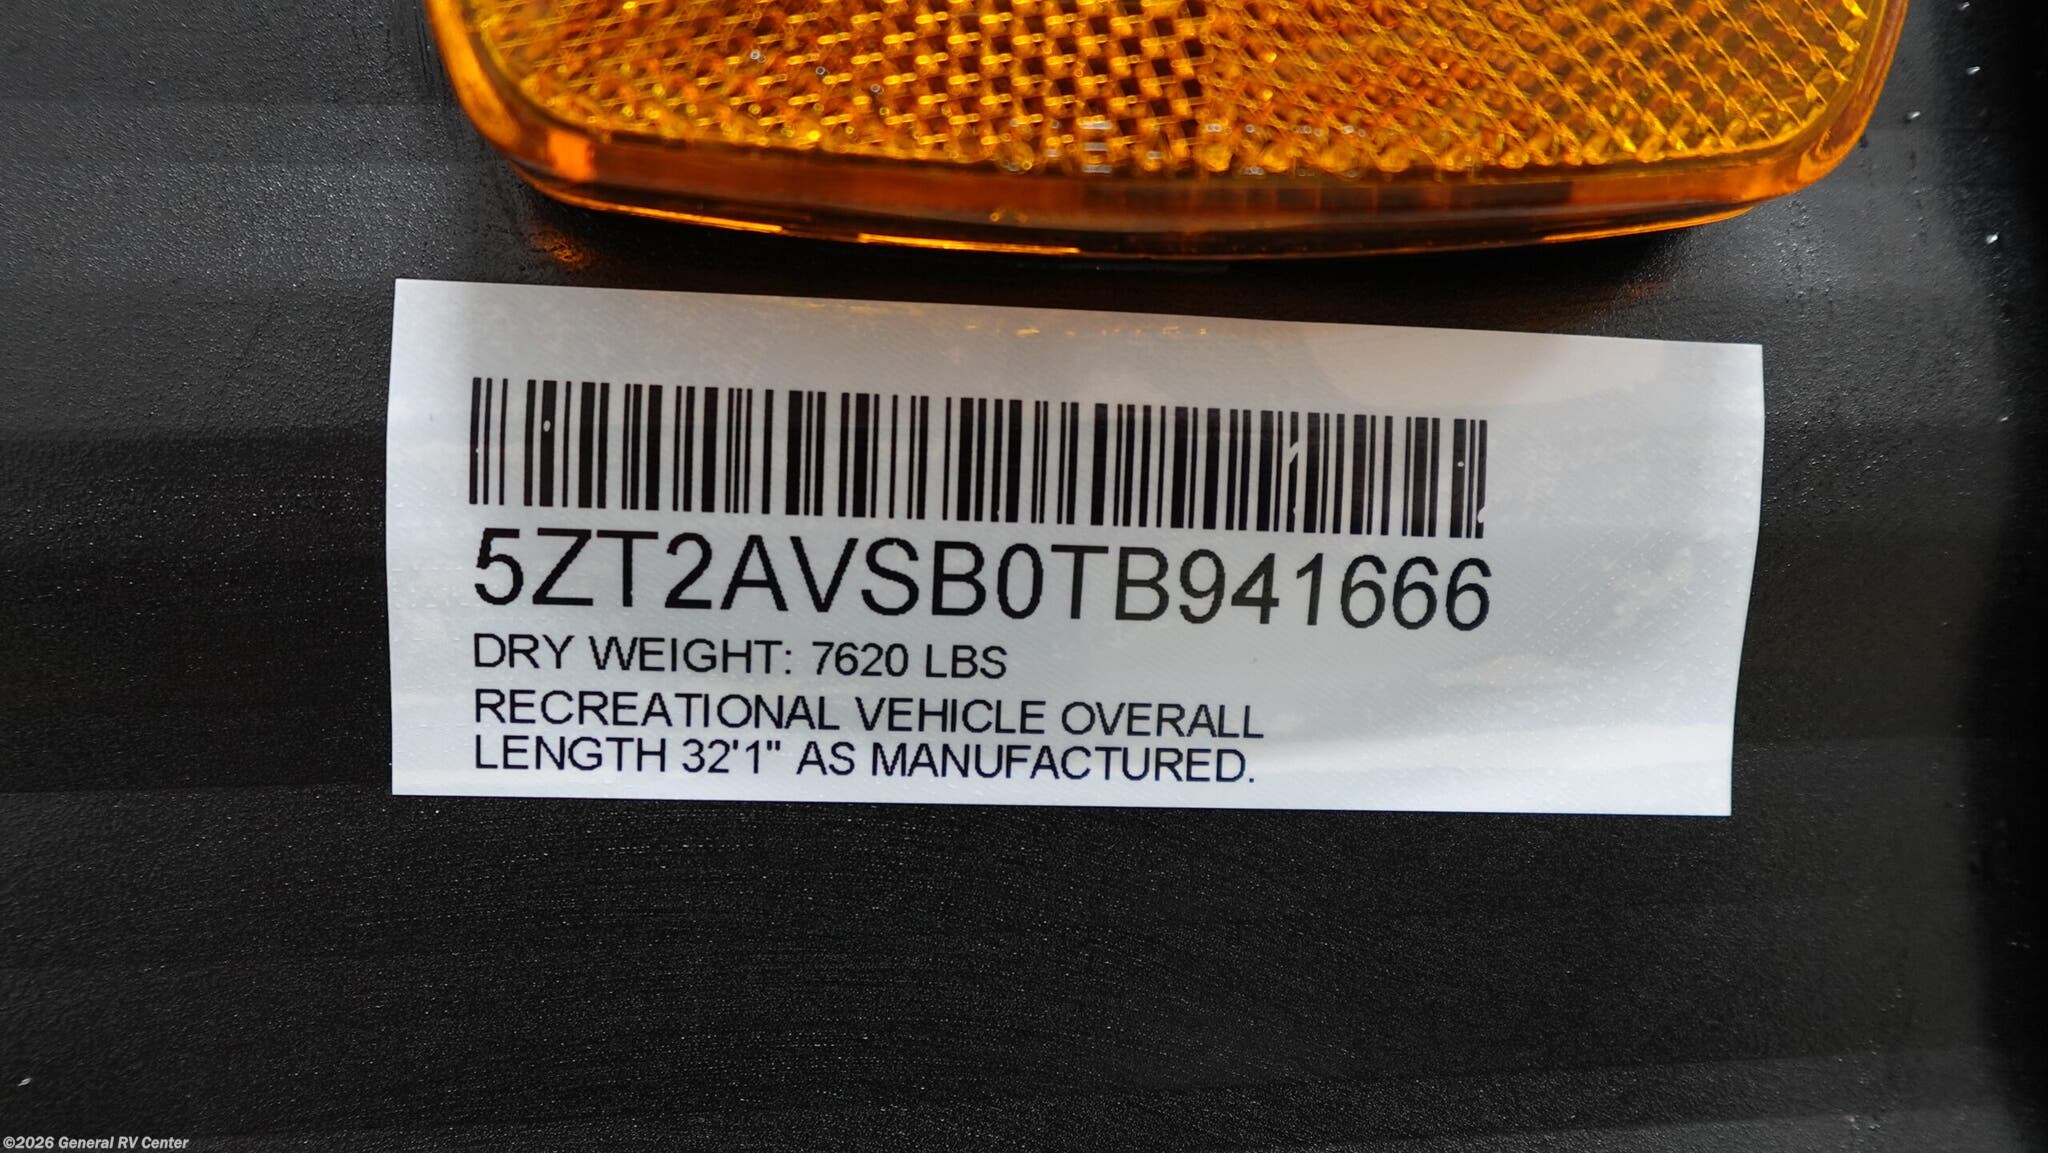 5ZT2AVSB0TB941666
DRY WEIGHT: 7620 LBS
RECREATIONAL VEHICLE OVERALL
LENGTH 32'1" AS MANUFACTURED.
©2026 General RV Center